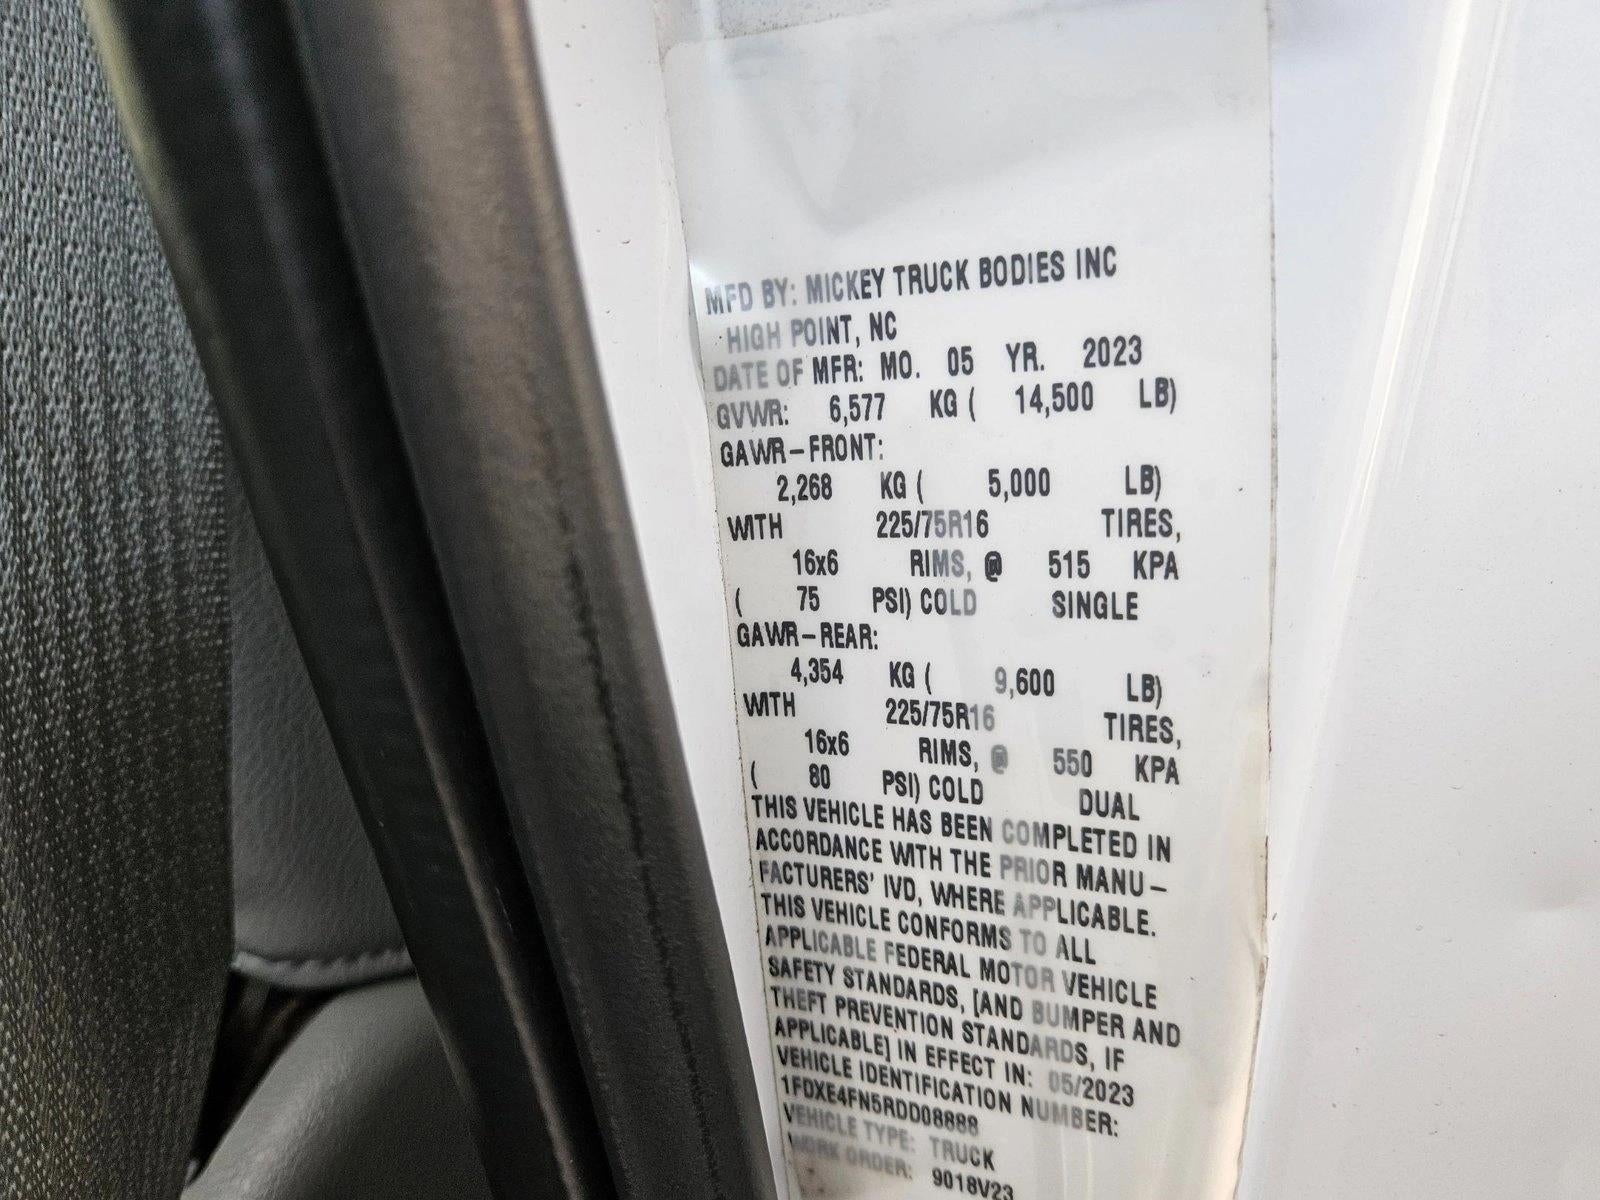 MFD BY: MICKEY TRUCK BODIES INC
HIGH POINT, NC
DATE OF MFR: MO. 05 YR. 2023
GVWR: 6,577 KG ( 14,500 LB)
GAWR-FRONT:
2,268 KG ( 5,000 LB)
WITH 225/75R16 TIRES,
16x6 RIMS, @ 515 KPA
( 75 PSI) COLD SINGLE
GAWR-REAR:
4,354 KG ( 9,600 LB)
WITH 225/75R16 TIRES,
16x6 RIMS, @ 550 KPA
( 80 PSI) COLD DUAL
THIS VEHICLE HAS BEEN COMPLETED IN
ACCORDANCE WITH THE PRIOR MANU-
FACTURERS' IVD, WHERE APPLICABLE.
THIS VEHICLE CONFORMS TO ALL
APPLICABLE FEDERAL MOTOR VEHICLE
SAFETY STANDARDS, [AND BUMPER AND
THEFT PREVENTION STANDARDS, IF
APPLICABLE] IN EFFECT IN: 05/2023
VEHICLE IDENTIFICATION NUMBER:
1FDXE4FN5RDD08888
VEHICLE TYPE: TRUCK
WORK ORDER: 9018V23